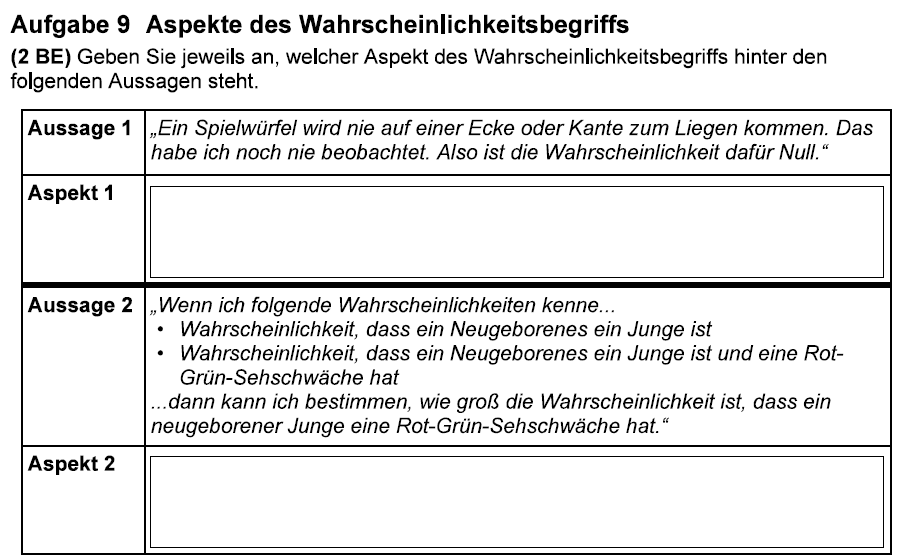 Aufgabe 9 Aspekte des Wahrscheinlichkeitsbegriffs
(2 BE) Geben Sie jeweils an, welcher Aspekt des Wahrscheinlichkeitsbegriffs hinter den
folgenden Aussagen steht.
Aussage 1 „Ein Spielwürfel wird nie auf einer Ecke oder Kante zum Liegen kommen. Das
habe ich noch nie beobachtet. Also ist die Wahrscheinlichkeit dafür Null.“
Aspekt 1
Aussage 2 „Wenn ich folgende Wahrscheinlichkeiten kenne...
• Wahrscheinlichkeit, dass ein Neugeborenes ein Junge ist
• Wahrscheinlichkeit, dass ein Neugeborenes ein Junge ist und eine Rot-
Grün-Sehschwäche hat
...dann kann ich bestimmen, wie groß die Wahrscheinlichkeit ist, dass ein
neugeborener Junge eine Rot-Grün-Sehschwäche hat.“
Aspekt 2